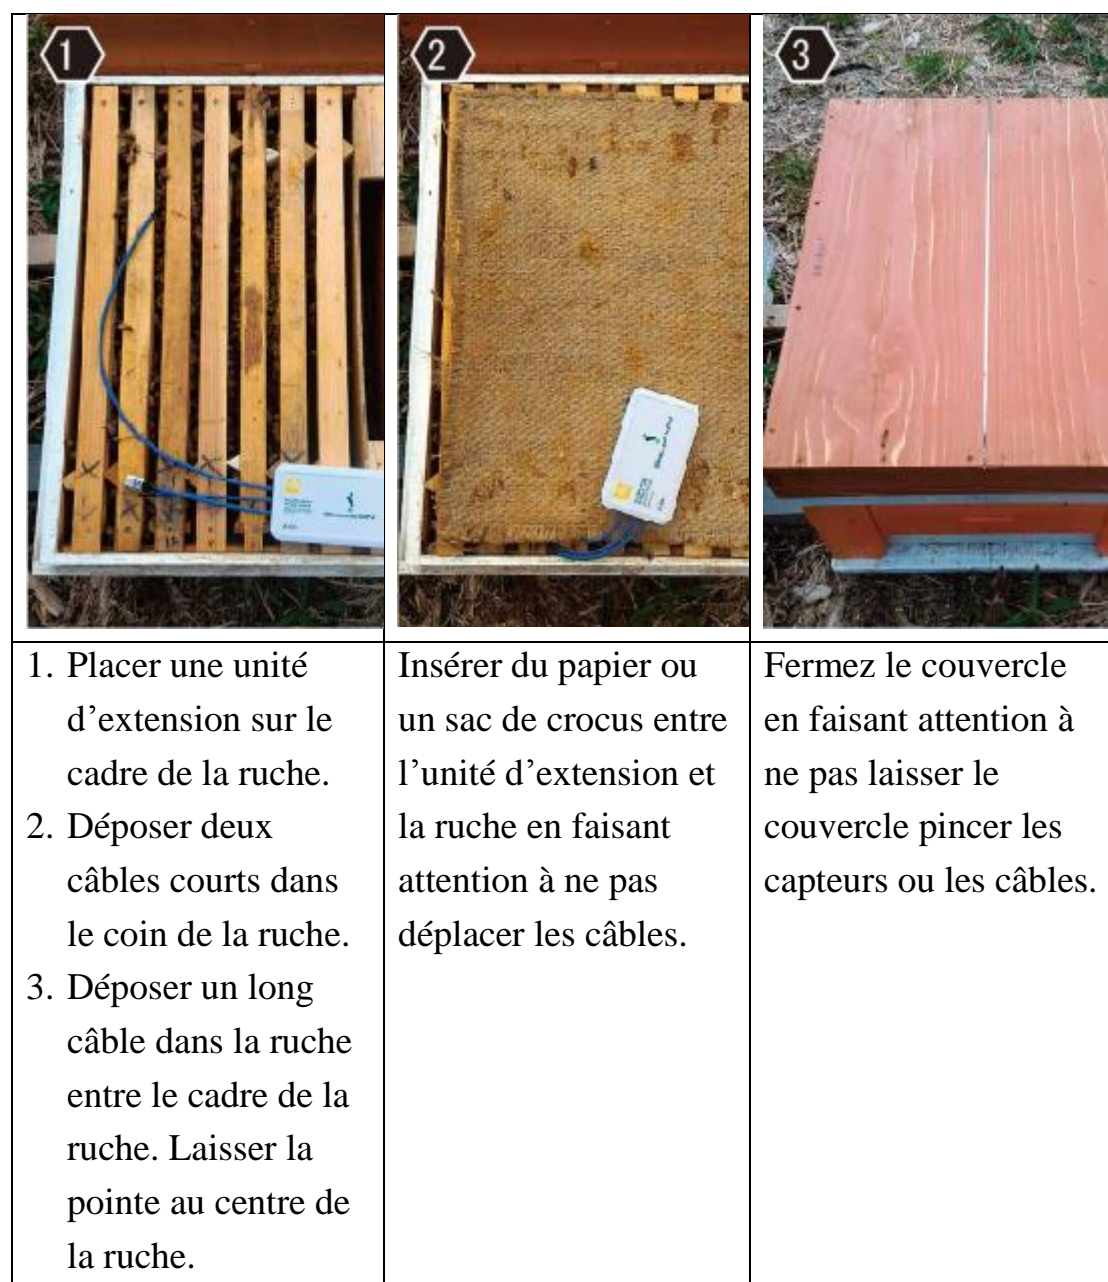 1
2
3
1. Placer une unité
d’extension sur le
cadre de la ruche.
2. Déposer deux
câbles courts dans
le coin de la ruche.
3. Déposer un long
câble dans la ruche
entre le cadre de la
ruche. Laisser la
pointe au centre de
la ruche.
Insérer du papier ou
un sac de crocus entre
l’unité d’extension et
la ruche en faisant
attention à ne pas
déplacer les câbles.
Fermez le couvercle
en faisant attention à
ne pas laisser le
couvercle pincer les
capteurs ou les câbles.